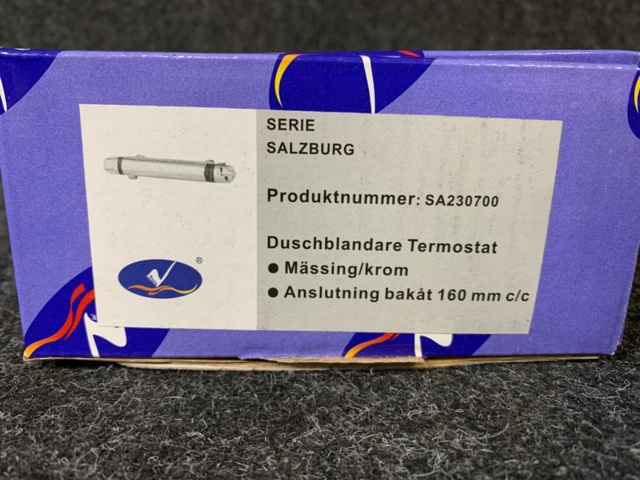 SERIE
SALZBURG
Produktnummer: SA230700
Duschblandare Termostat
● Mässing/krom
● Anslutning bakåt 160 mm c/c
®